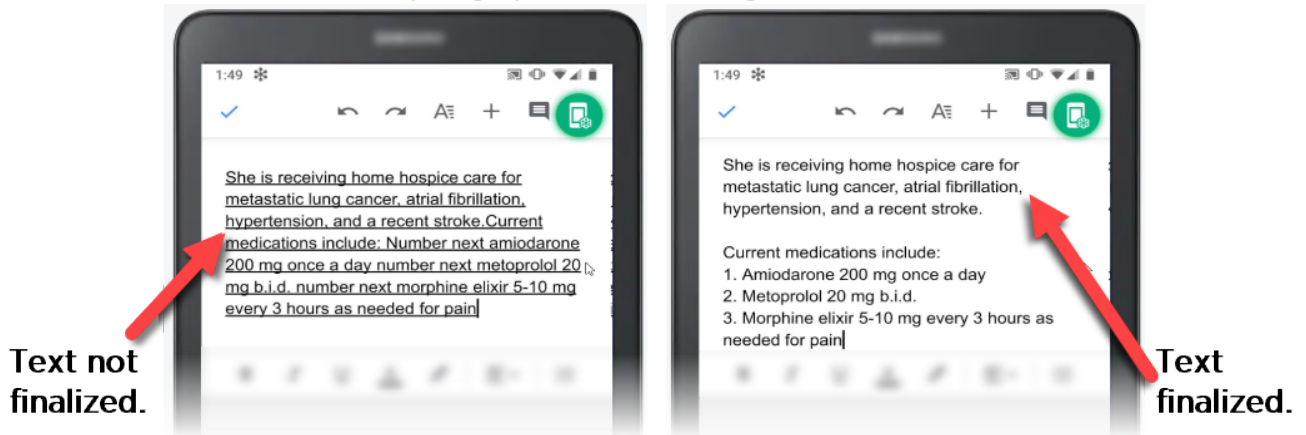 1:49
She is receiving home hospice care for
metastatic lung cancer, atrial fibrillation,
hypertension, and a recent stroke.Current
medications include: Number next amiodarone
200 mg once a day number next metoprolol 20
mg b.i.d. number next morphine elixir 5-10 mg
every 3 hours as needed for pain
Text not
finalized.
1:49
She is receiving home hospice care for
metastatic lung cancer, atrial fibrillation,
hypertension, and a recent stroke.
Current medications include:
1. Amiodarone 200 mg once a day
2. Metoprolol 20 mg b.i.d.
3. Morphine elixir 5-10 mg every 3 hours as
needed for pain
Text
finalized.